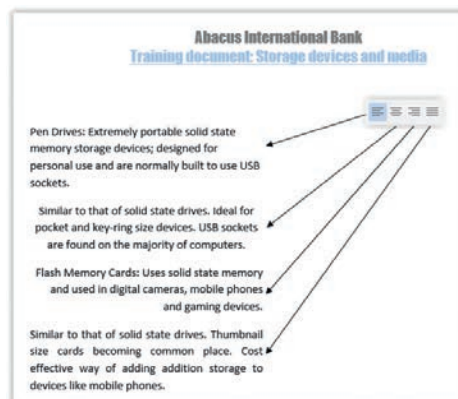 Abacus International Bank
Training document: Storage devices and media
Pen Drives: Extremely portable solid state
memory storage devices; designed for
personal use and are normally built to use USB
sockets.
Similar to that of solid state drives. Ideal for
pocket and key-ring size devices. USB sockets
are found on the majority of computers.
Flash Memory Cards: Uses solid state memory
and used in digital cameras, mobile phones
and gaming devices.
Similar to that of solid state drives. Thumbnail
size cards becoming common place. Cost
effective way of adding addition storage to
devices like mobile phones.